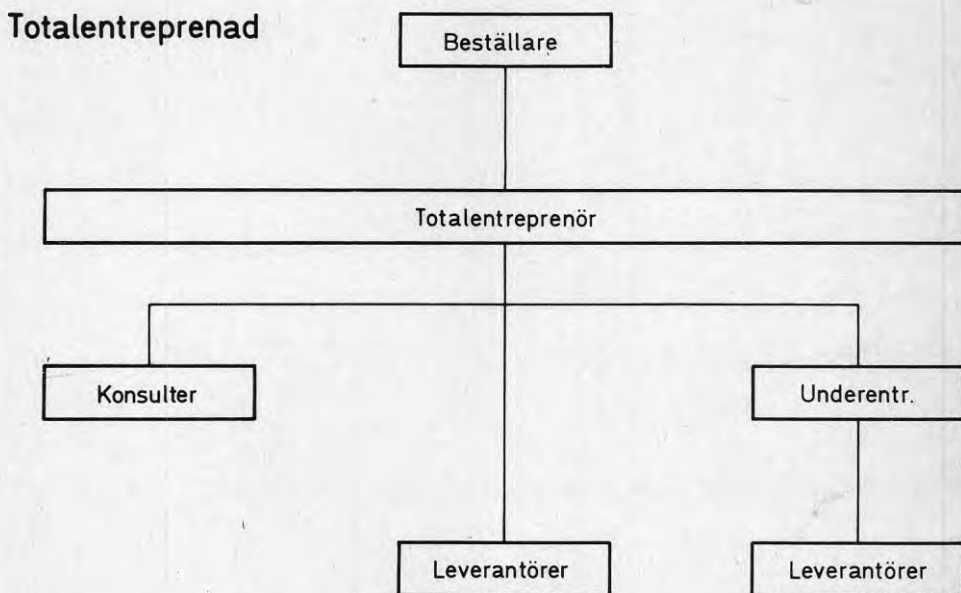 Totalentreprenad
Beställare
Totalentreprenör
Konsulter
Underentr.
Leverantörer
Leverantörer